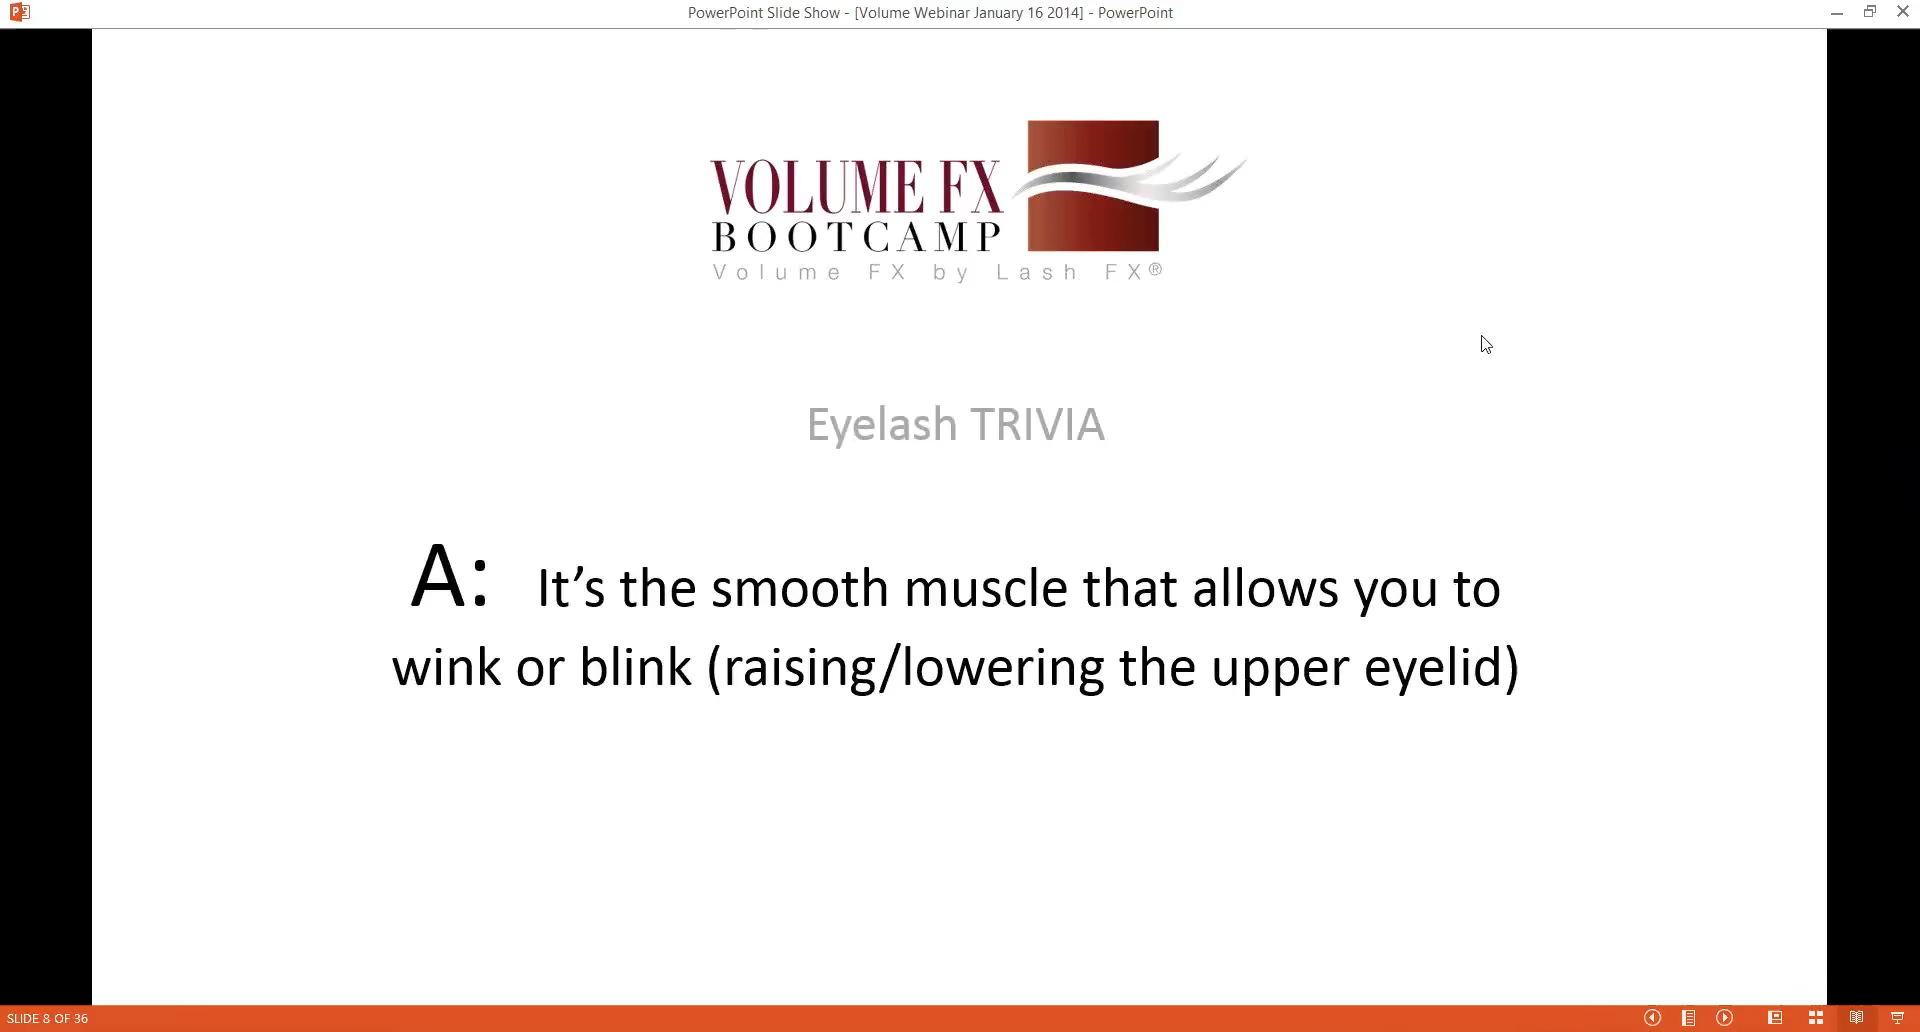 PowerPoint Slide Show - [Volume Webinar January 16 2014] - PowerPoint
VOLUME FX
BOOTCAMP
Volume FX by Lash FX®
Eyelash TRIVIA
A: It’s the smooth muscle that allows you to
wink or blink (raising/lowering the upper eyelid)
SLIDE 8 OF 36